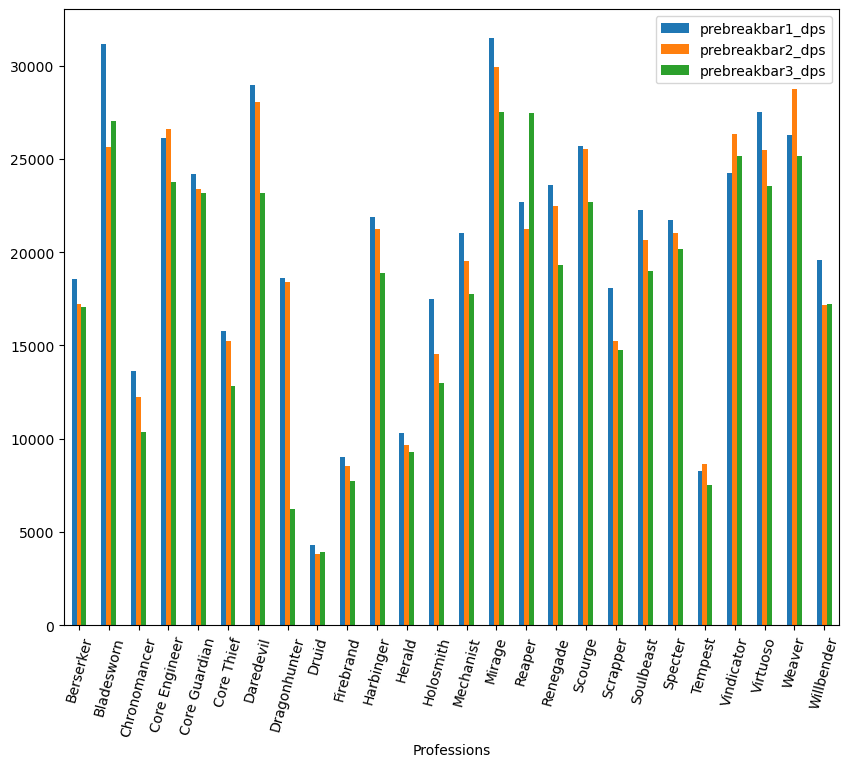 prebreakbar1_dps
prebreakbar2_dps
prebreakbar3_dps
30000
25000
20000
15000
10000
5000
0
Berserker
Bladesworn
Chronomancer
Core Engineer
Core Guardian
Core Thief
Daredevil
Dragonhunter
Druid
Firebrand
Harbinger
Herald
Holosmith
Mechanist
Mirage
Reaper
Renegade
Scourge
Scrapper
Soulbeast
Specter
Tempest
Vindicator
Virtuoso
Weaver
Willbender
Professions